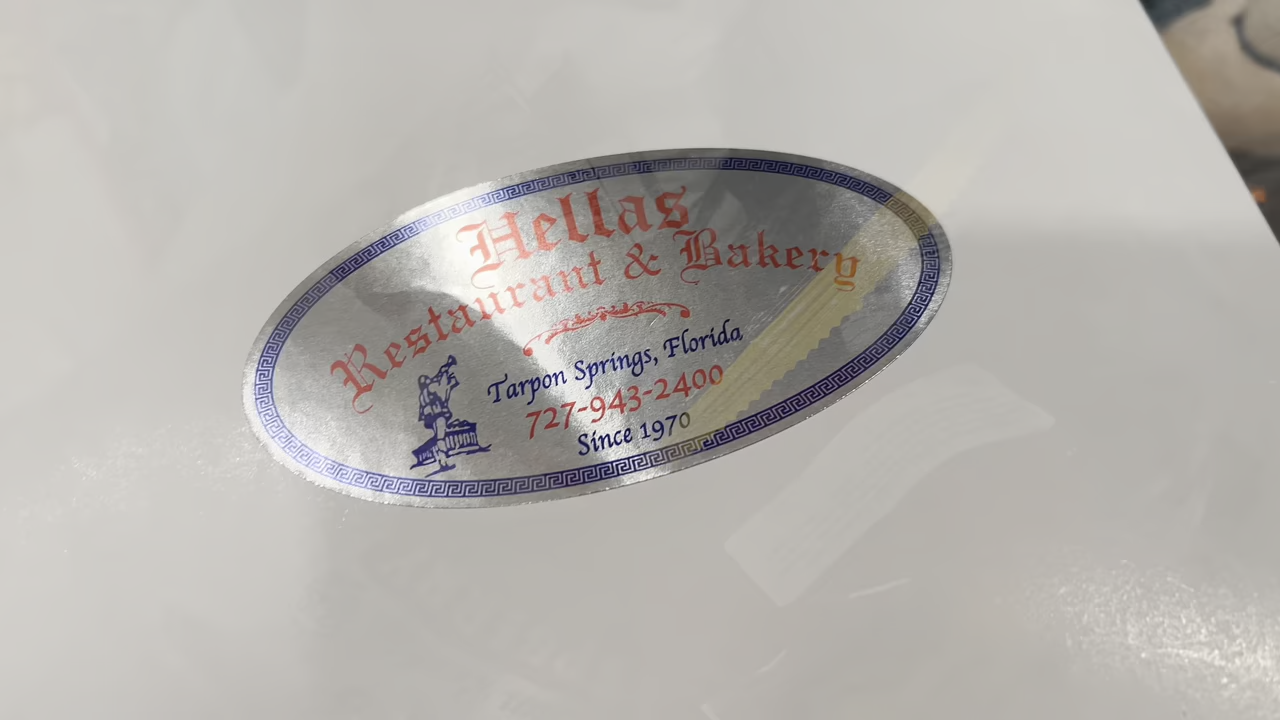 Hellas
Restaurant & Bakery
Tarpon Springs, Florida
727-943-2400
Since 1970